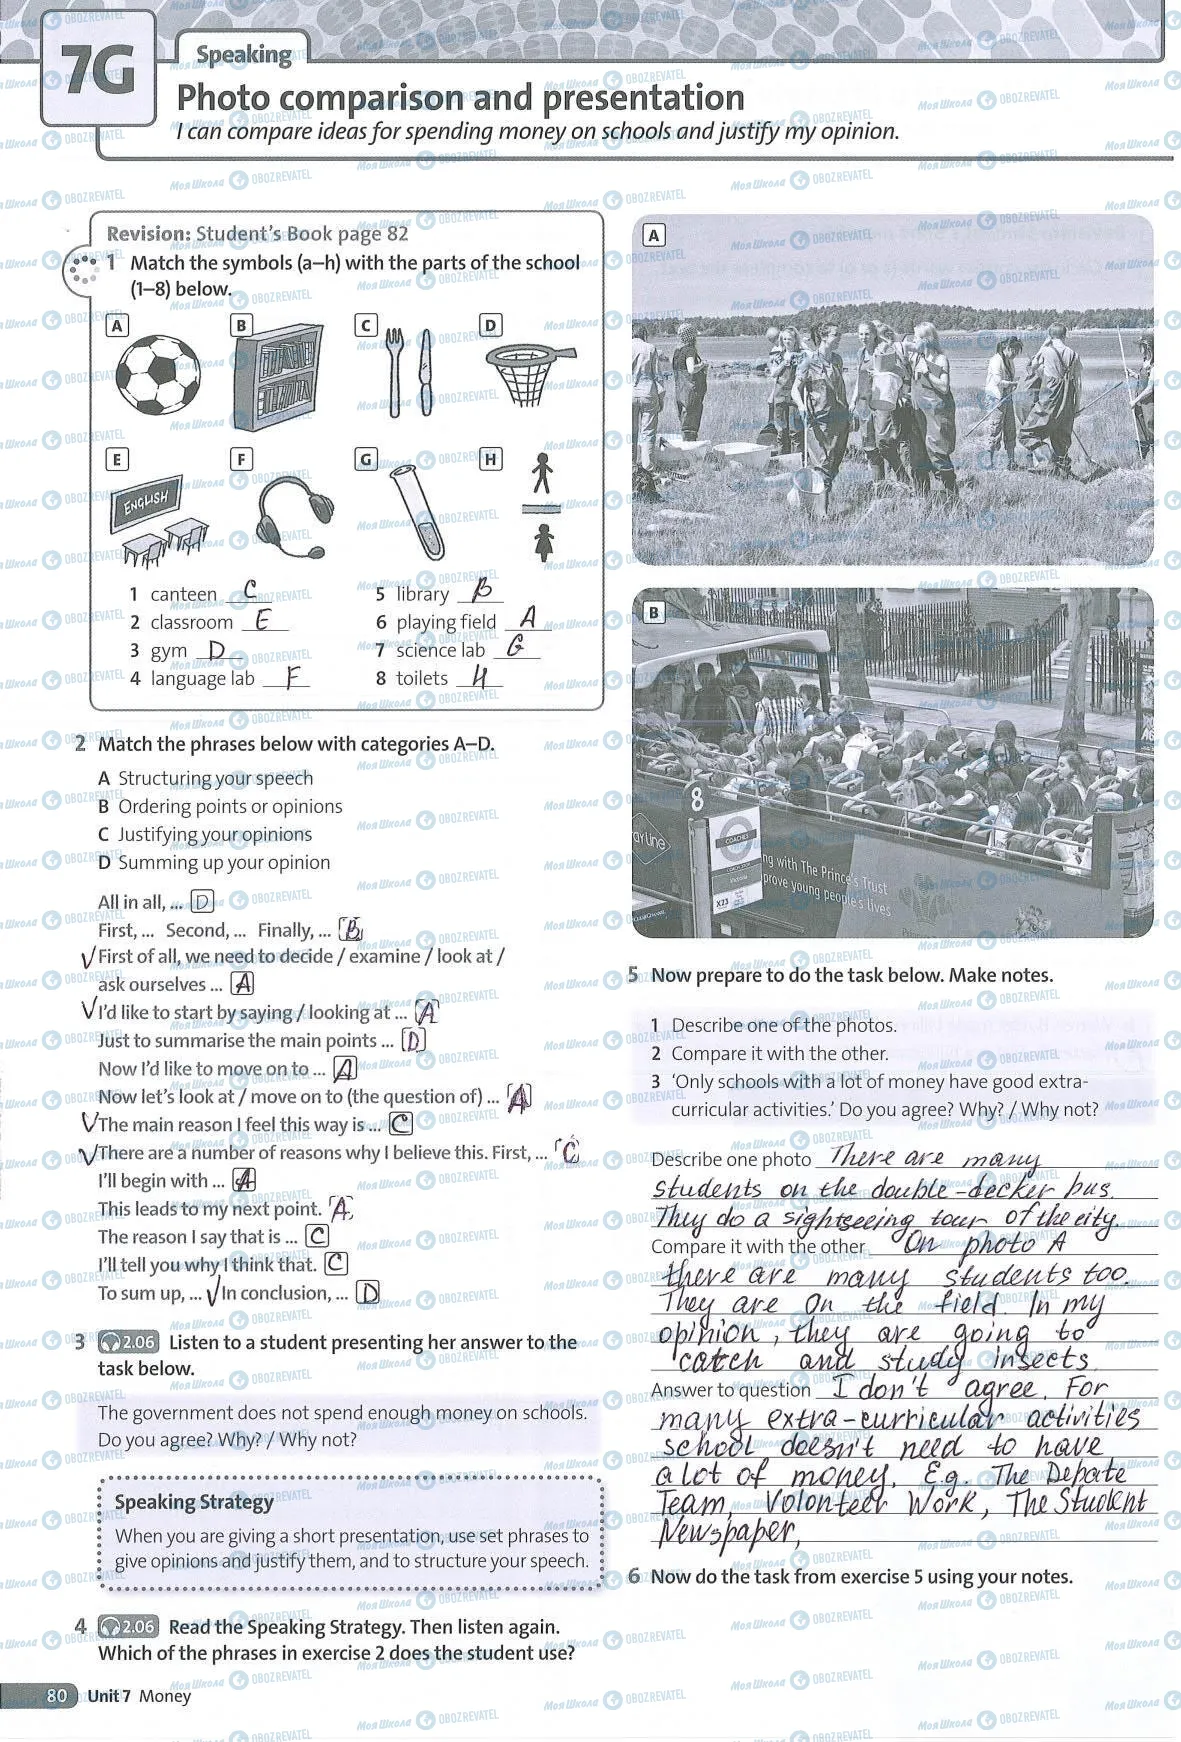 7G
Speaking
Photo comparison and presentation
I can compare ideas for spending money on schools and justify my opinion.
Revision: Student's Book page 82
1 Match the symbols (a–h) with the parts of the school
(1–8) below.
A B C D
E F G H
ENGLISH
1 canteen C
2 classroom E
3 gym D
4 language lab F
5 library B
6 playing field A
7 science lab G
8 toilets H
2 Match the phrases below with categories A–D.
A Structuring your speech
B Ordering points or opinions
C Justifying your opinions
D Summing up your opinion
All in all, ... D
First, ... Second, ... Finally, ... B
√ First of all, we need to decide / examine / look at /
ask ourselves ... A
√ I'd like to start by saying / looking at ... A
Just to summarise the main points ... D
Now I'd like to move on to ... A
Now let's look at / move on to (the question of) ... A
√ The main reason I feel this way is ... C
√ There are a number of reasons why I believe this. First, ... C
I'll begin with ... A
This leads to my next point. A
The reason I say that is ... C
I'll tell you why I think that. C
To sum up, ... √ In conclusion, ... D
3 2.06 Listen to a student presenting her answer to the
task below.
The government does not spend enough money on schools.
Do you agree? Why? / Why not?
Speaking Strategy
When you are giving a short presentation, use set phrases to
give opinions and justify them, and to structure your speech.
4 2.06 Read the Speaking Strategy. Then listen again.
Which of the phrases in exercise 2 does the student use?
80 Unit 7 Money
A
B
8
COACHES
X23
ng with The Prince's Trust
prove young people's lives
5 Now prepare to do the task below. Make notes.
1 Describe one of the photos.
2 Compare it with the other.
3 'Only schools with a lot of money have good extra-
curricular activities.' Do you agree? Why? / Why not?
Describe one photo There are many
students on the double-decker bus.
They do a sightseeing tour of the city.
Compare it with the other On photo A
there are many students too.
They are on the field. In my
opinion, they are going to
catch and study insects.
Answer to question I don't agree. For
many extra-curricular activities
school doesn't need to have
a lot of money. E.g. The Debate
Team, Volonteer Work, The Student
Newspaper,
6 Now do the task from exercise 5 using your notes.
Моя Школа OBOZREVATEL